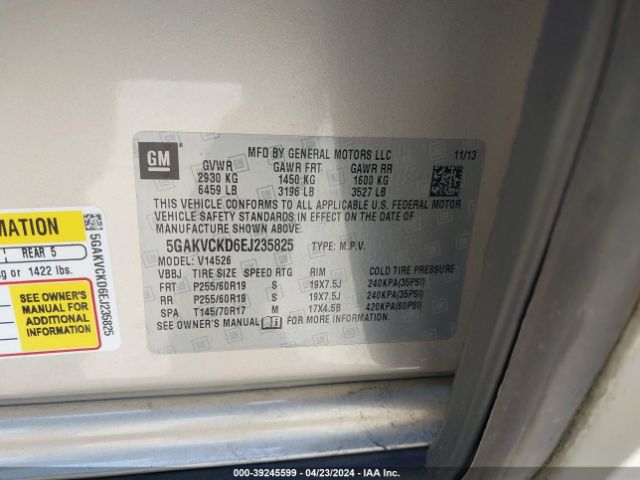 GM
MFD BY GENERAL MOTORS LLC 11/13
GVWR GAWR FRT GAWR RR
2930 KG 1450 KG 1600 KG
6459 LB 3196 LB 3527 LB
THIS VEHICLE CONFORMS TO ALL APPLICABLE U.S. FEDERAL MOTOR
VEHICLE SAFETY STANDARDS IN EFFECT ON THE DATE OF
MANUFACTURE SHOWN ABOVE.
5GAKVCKD6EJ235825 TYPE: M.P.V.
MODEL: V14526
VBBJ TIRE SIZE SPEED RTG RIM COLD TIRE PRESSURE
FRT P255/60R19 S 19X7.5J 240KPA(35PSI)
RR P255/60R19 S 19X7.5J 240KPA(35PSI)
SPA T145/70R17 M 17X4.5B 420KPA(60PSI)
SEE OWNER'S MANUAL FOR MORE INFORMATION
REAR 5
or 1422 lbs.
SEE OWNER'S
MANUAL FOR
ADDITIONAL
INFORMATION
5GAKVCKD6EJ235825
000-39245599 - 04/23/2024 - IAA Inc.